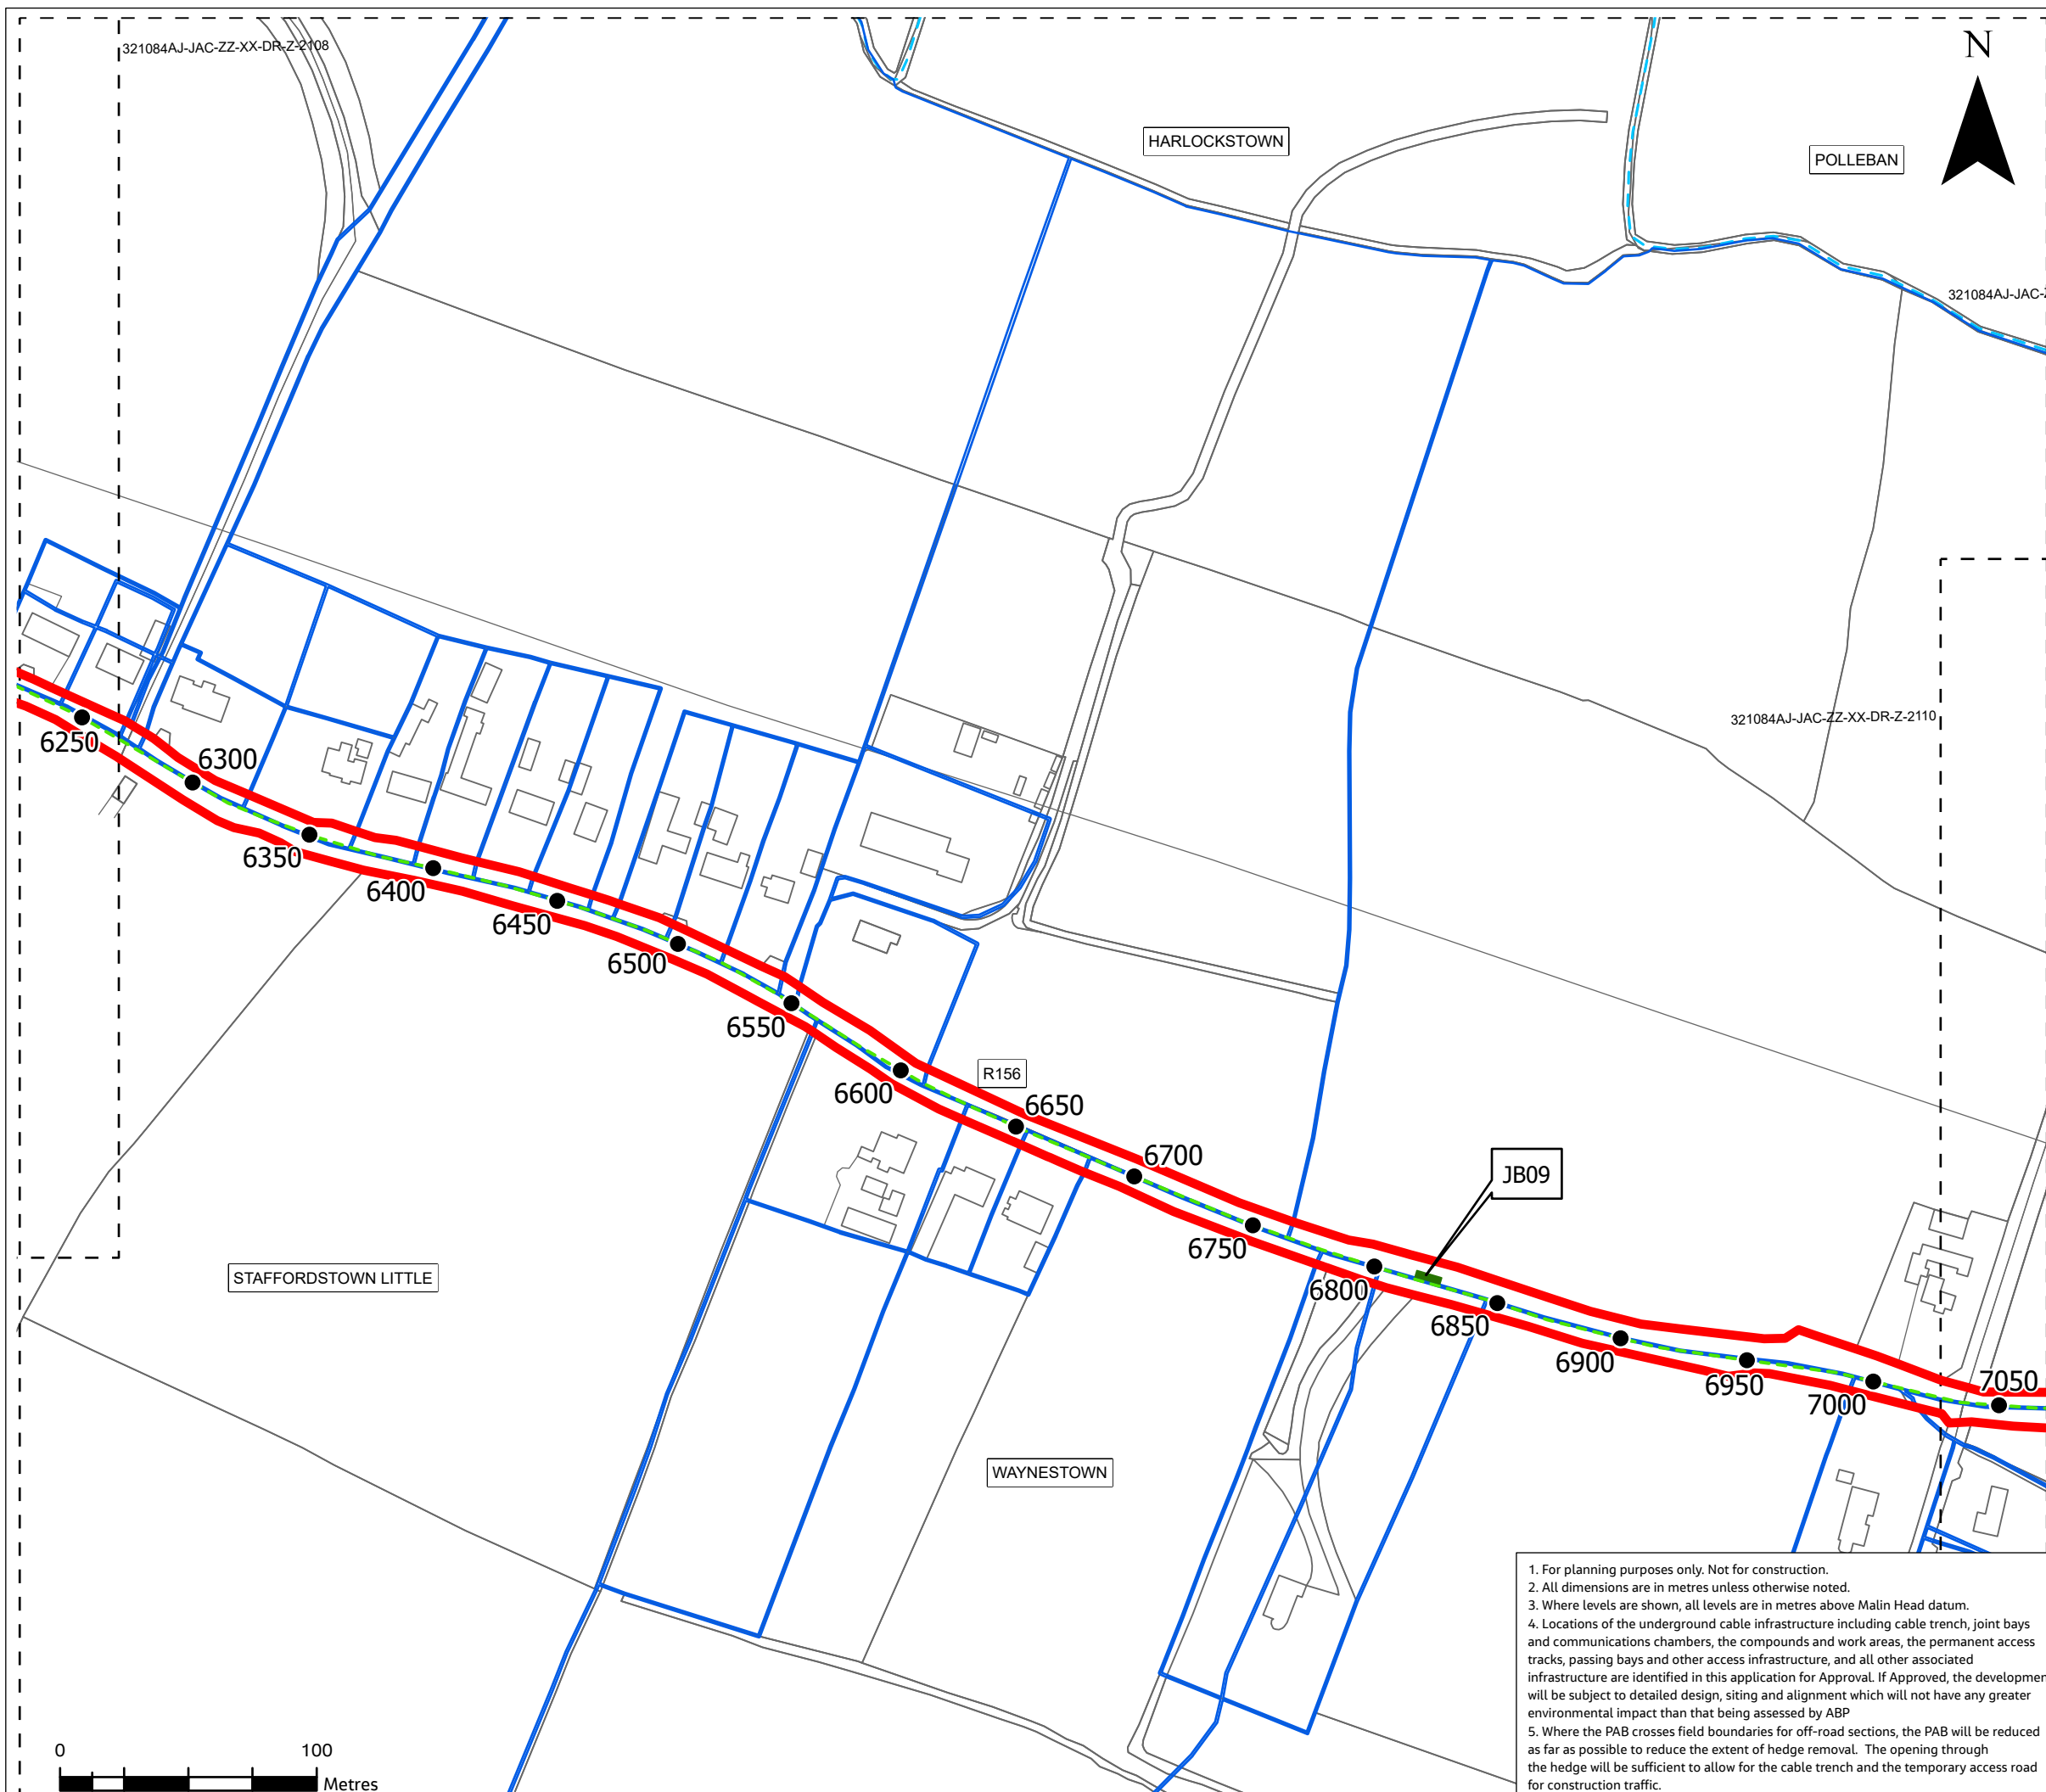 321084AJ-JAC-ZZ-XX-DR-Z-2108
N
HARLOCKSTOWN
POLLEBAN
321084AJ-JAC-
321084AJ-JAC-ZZ-XX-DR-Z-2110
6250
6300
6350
6400
6450
6500
6550
6600
R156
6650
6700
6750
JB09
6800
6850
6900
6950
7000
7050
STAFFORDSTOWN LITTLE
WAYNESTOWN
1. For planning purposes only. Not for construction.
2. All dimensions are in metres unless otherwise noted.
3. Where levels are shown, all levels are in metres above Malin Head datum.
4. Locations of the underground cable infrastructure including cable trench, joint bays
and communications chambers, the compounds and work areas, the permanent access
tracks, passing bays and other access infrastructure, and all other associated
infrastructure are identified in this application for Approval. If Approved, the developmen
will be subject to detailed design, siting and alignment which will not have any greater
environmental impact than that being assessed by ABP
5. Where the PAB crosses field boundaries for off-road sections, the PAB will be reduced
as far as possible to reduce the extent of hedge removal. The opening through
the hedge will be sufficient to allow for the cable trench and the temporary access road
for construction traffic.
0 100
Metres